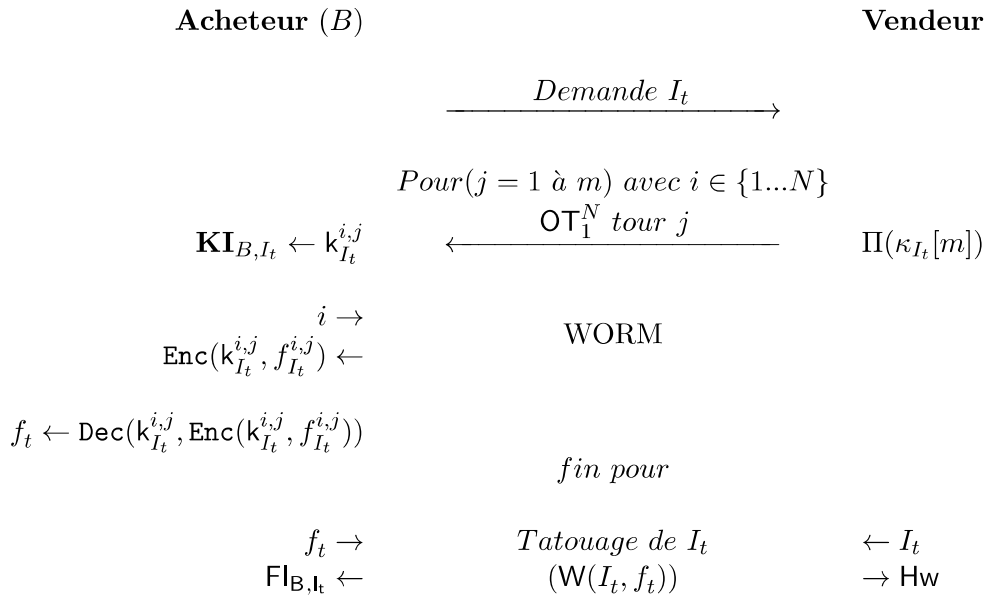 Acheteur (B) Vendeur
Demande I_t
Pour(j = 1 à m) avec i ∈ {1...N}
OT_1^N tour j
KI_{B,I_t} ← k_{I_t}^{i,j} Π(κ_{I_t}[m])
i →
WORM
Enc(k_{I_t}^{i,j}, f_{I_t}^{i,j}) ←
f_t ← Dec(k_{I_t}^{i,j}, Enc(k_{I_t}^{i,j}, f_{I_t}^{i,j}))
fin pour
f_t → Tatouage de I_t ← I_t
FI_{B,I_t} ← (W(I_t, f_t)) → Hw